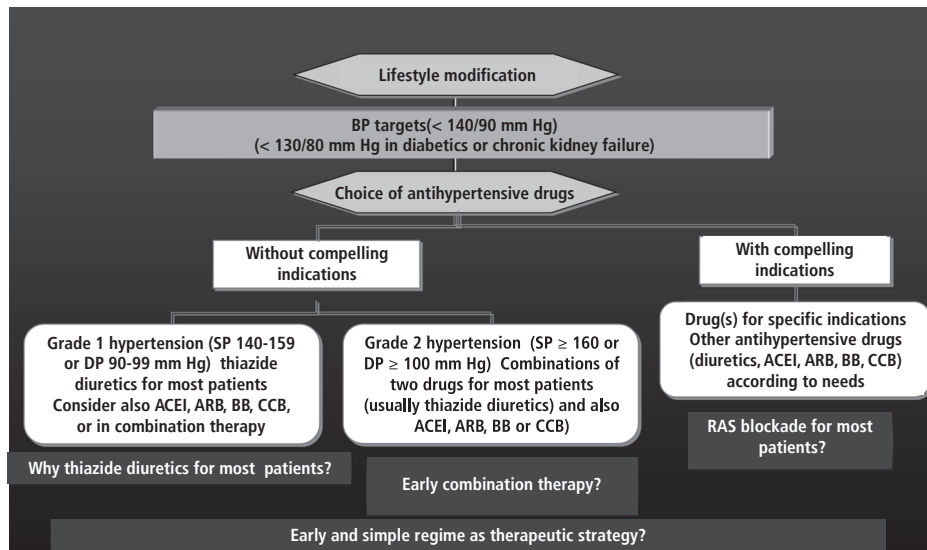 Lifestyle modification
BP targets(< 140/90 mm Hg)
(< 130/80 mm Hg in diabetics or chronic kidney failure)
Choice of antihypertensive drugs
Without compelling
indications
With compelling
indications
Grade 1 hypertension (SP 140-159
or DP 90-99 mm Hg) thiazide
diuretics for most patients
Consider also ACEI, ARB, BB, CCB,
or in combination therapy
Grade 2 hypertension (SP ≥ 160 or
DP ≥ 100 mm Hg) Combinations of
two drugs for most patients
(usually thiazide diuretics) and also
ACEI, ARB, BB or CCB)
Drug(s) for specific indications
Other antihypertensive drugs
(diuretics, ACEI, ARB, BB, CCB)
according to needs
Why thiazide diuretics for most patients?
Early combination therapy?
RAS blockade for most
patients?
Early and simple regime as therapeutic strategy?